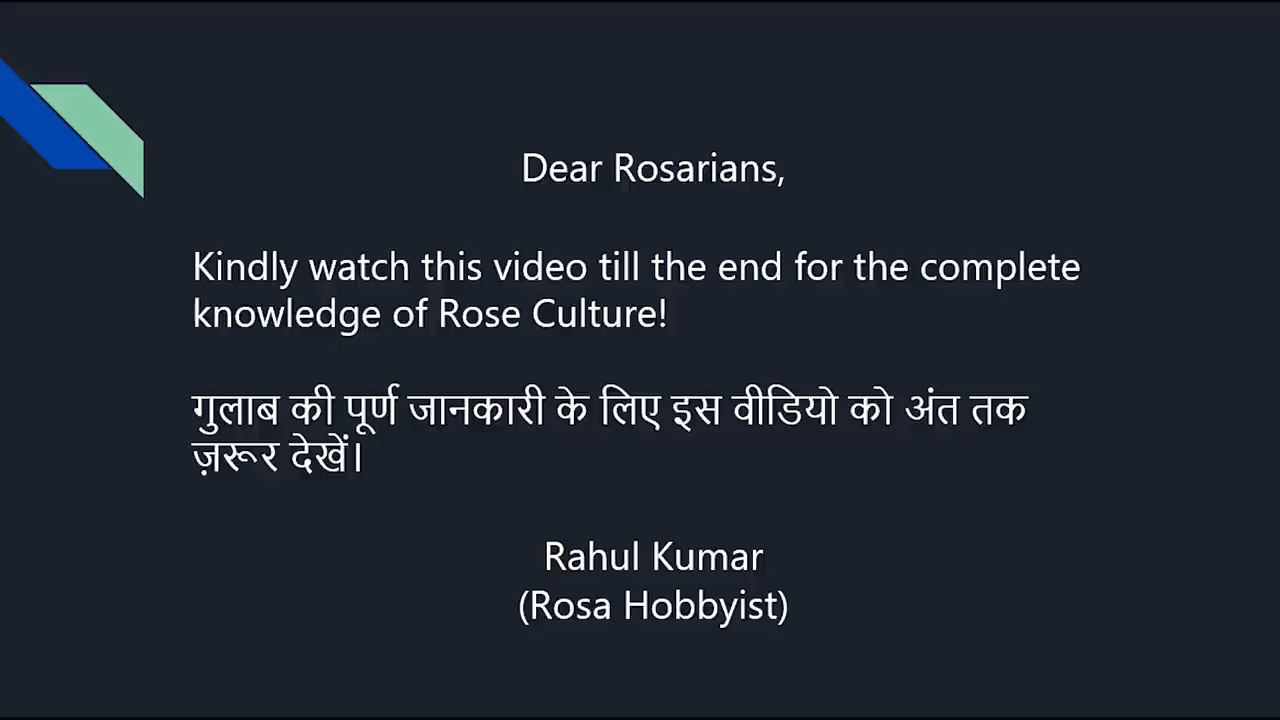 Dear Rosarians,
Kindly watch this video till the end for the complete
knowledge of Rose Culture!
गुलाब की पूर्ण जानकारी के लिए इस वीडियो को अंत तक
ज़रूर देखें।
Rahul Kumar
(Rosa Hobbyist)